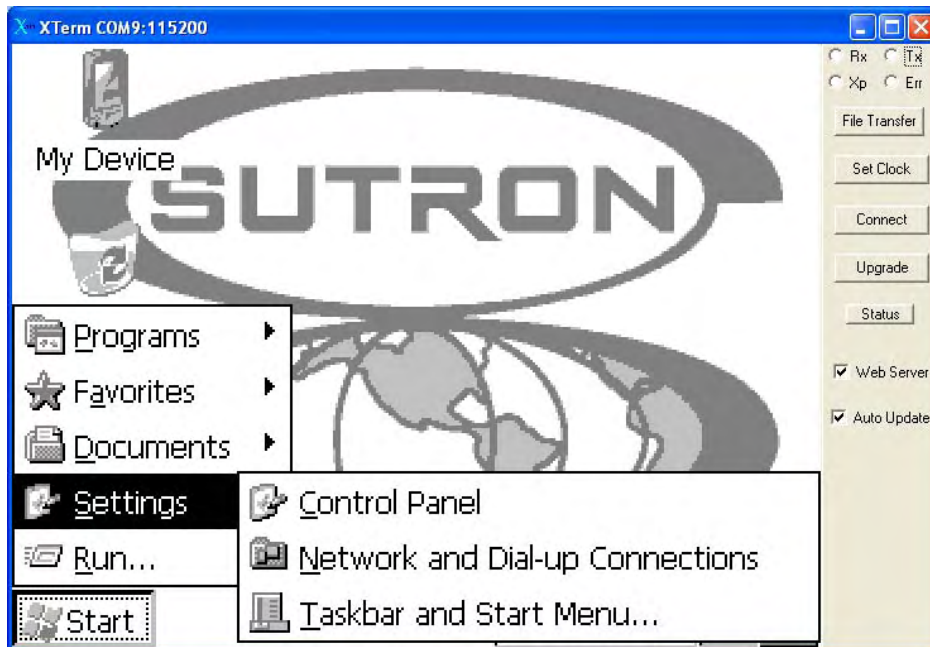 XTerm COM9:115200
Rx Tx
Xp Err
File Transfer
Set Clock
Connect
Upgrade
Status
Web Server
Auto Update
My Device
SUTRON
Programs
Favorites
Documents
Settings
Run...
Control Panel
Network and Dial-up Connections
Taskbar and Start Menu...
Start